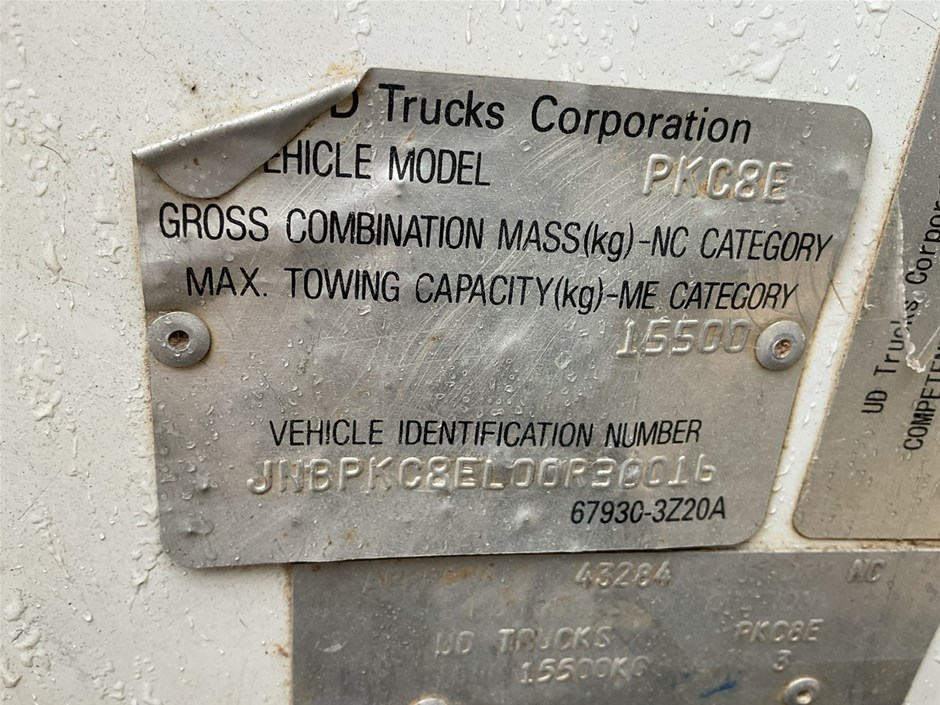 D Trucks Corporation
EHICLE MODEL PKC8E
GROSS COMBINATION MASS(kg)-NC CATEGORY
MAX. TOWING CAPACITY(kg)-ME CATEGORY
15500
VEHICLE IDENTIFICATION NUMBER
JNBPKC8EL00R30016
67930-3Z20A
43284 NC
UD TRUCKS PKC8E
15500KG 3
UD Trucks Corpor
COMPETEN